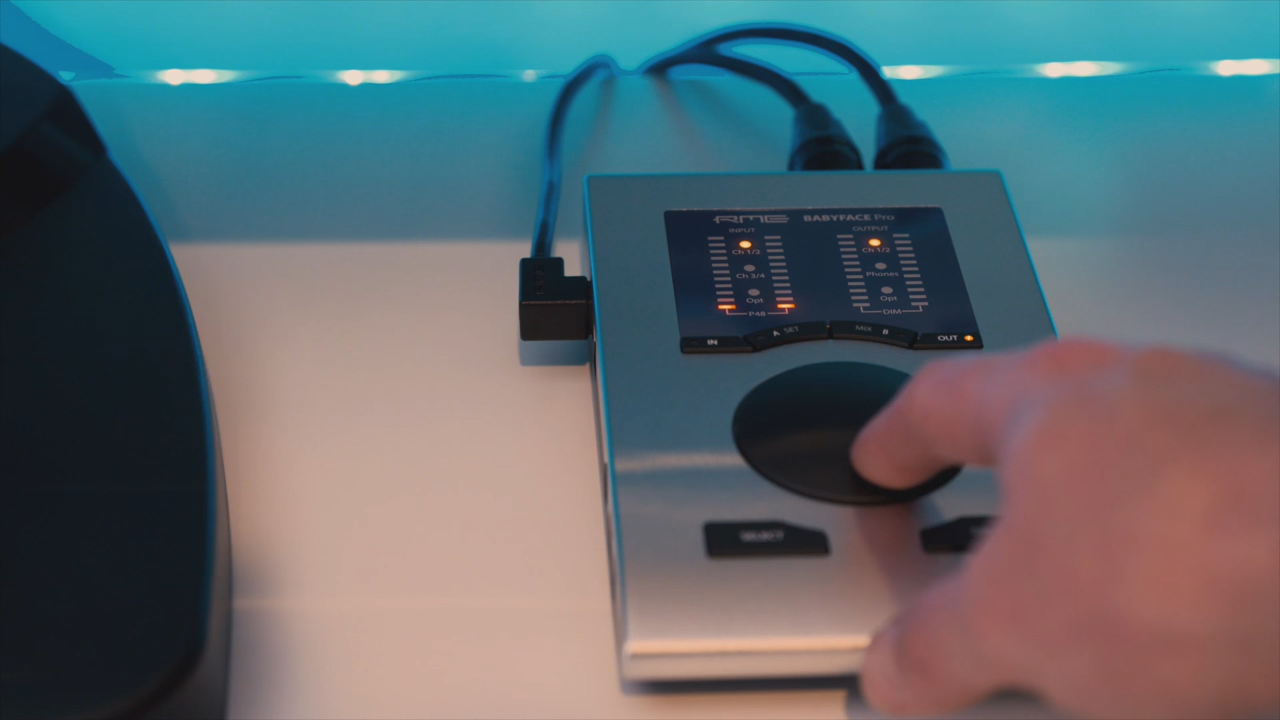 RME BABYFACE Pro
INPUT OUTPUT
Ch 1/2 Ch 1/2
Ch 3/4 Phones
Opt Opt
P48 DIM
IN A SET Mix B OUT
SELECT